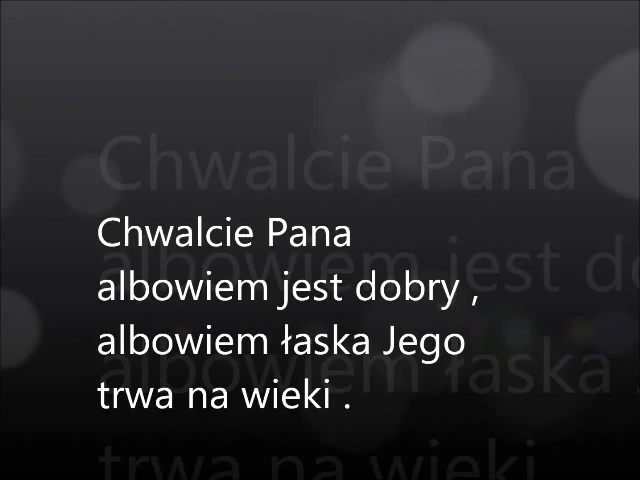 Chwalcie Pana
albowiem jest dobry ,
albowiem łaska Jego
trwa na wieki .